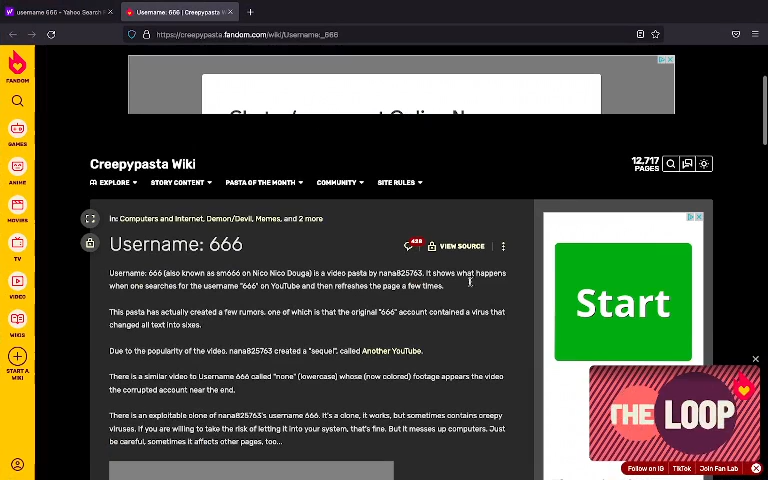 username 666 - Yahoo Search
Username: 666 | Creepypasta W
https://creepypasta.fandom.com/wiki/Username:_666
FANDOM
GAMES
ANIME
MOVIES
TV
VIDEO
WIKIS
START A
WIKI
Creepypasta Wiki
12,717
PAGES
EXPLORE
STORY CONTENT
PASTA OF THE MONTH
COMMUNITY
SITE RULES
In: Computers and Internet, Demon/Devil, Memes, and 2 more
Username: 666
428
VIEW SOURCE
Username: 666 (also known as sm666 on Nico Nico Douga) is a video pasta by nana825763. It shows what happens
when one searches for the username "666" on YouTube and then refreshes the page a few times.
This pasta has actually created a few rumors, one of which is that the original "666" account contained a virus that
changed all text into sixes.
Due to the popularity of the video, nana825763 created a "sequel", called Another YouTube.
There is a similar video to Username 666 called "none" (lowercase) whose (now colored) footage appears the video
the corrupted account near the end.
There is an exploitable clone of nana825763's username 666. It's a clone, it works, but sometimes contains creepy
viruses. If you are willing to take the risk of letting it into your system, that's fine. But it messes up computers. Just
be careful, sometimes it affects other pages, too...
Start
THE LOOP
Follow on IG
TikTok
Join Fan Lab